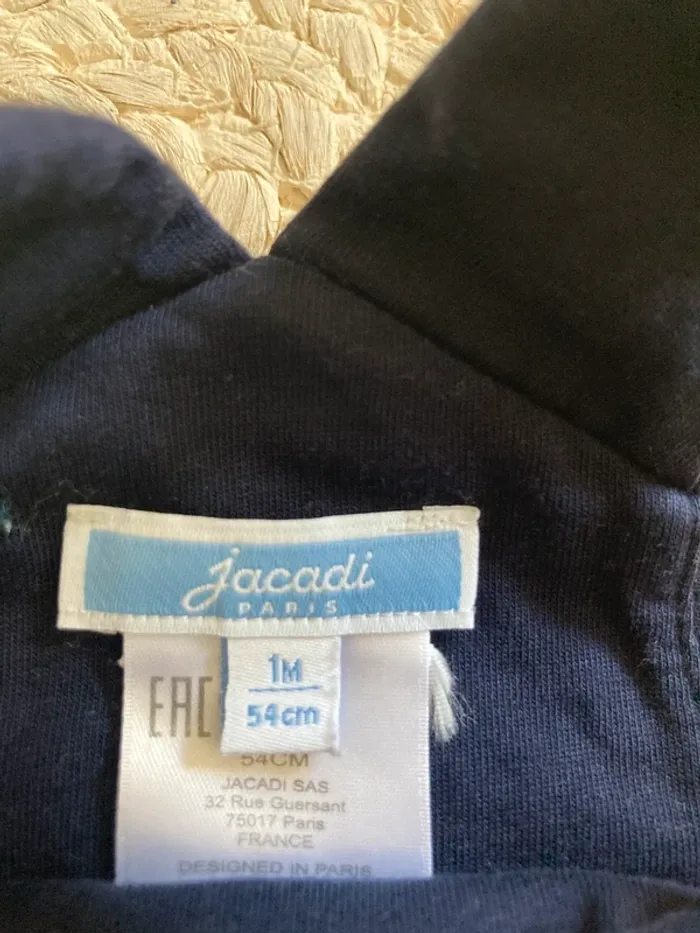 jacadi
PARIS
1M
54cm
EAC
54CM
JACADI SAS
32 Rue Guersant
75017 Paris
FRANCE
DESIGNED IN PARIS